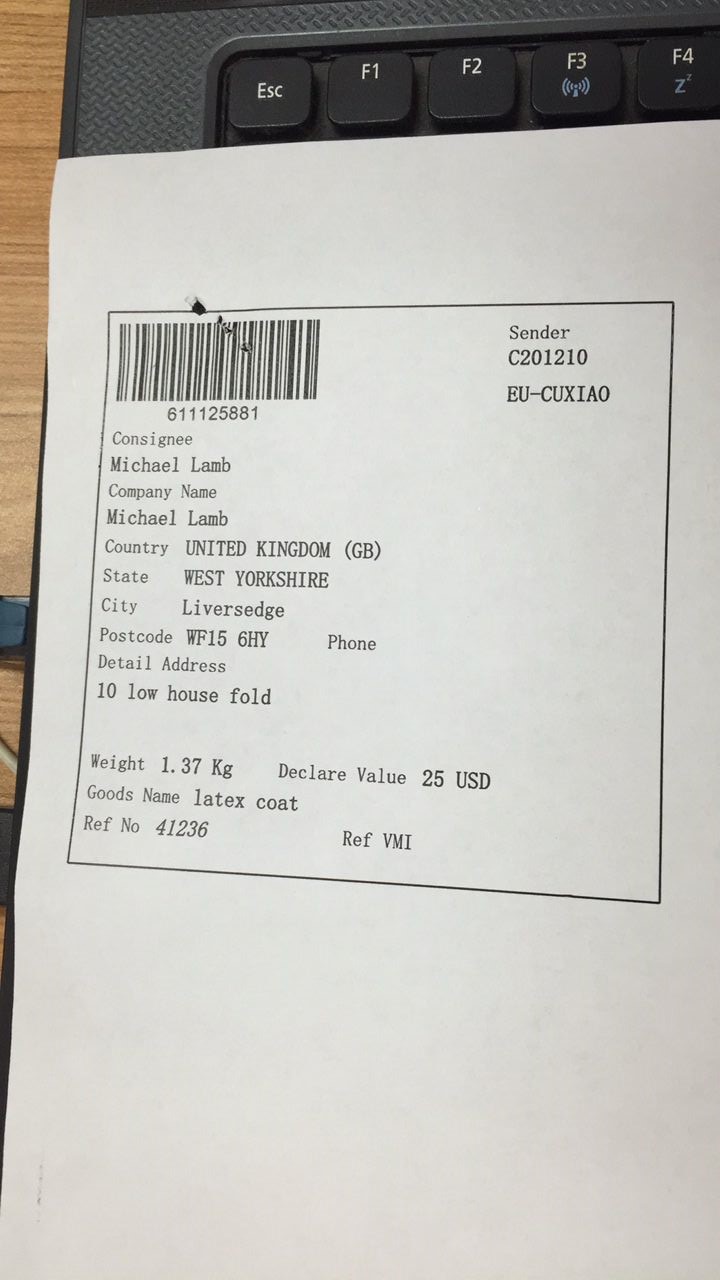 Esc F1 F2 F3 F4
Zz
611125881
Sender
C201210
EU-CUXIAO
Consignee
Michael Lamb
Company Name
Michael Lamb
Country UNITED KINGDOM (GB)
State WEST YORKSHIRE
City Liversedge
Postcode WF15 6HY Phone
Detail Address
10 low house fold
Weight 1.37 Kg Declare Value 25 USD
Goods Name latex coat
Ref No 41236 Ref VMI